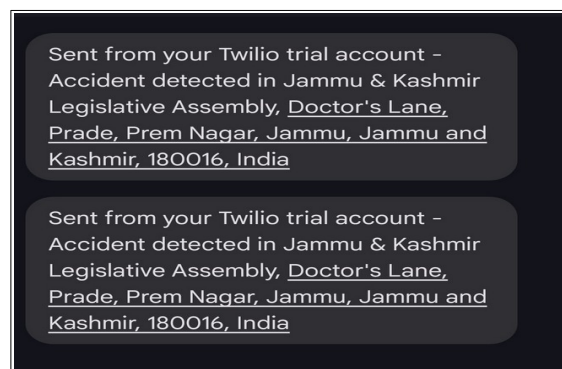 Sent from your Twilio trial account -
Accident detected in Jammu & Kashmir
Legislative Assembly, Doctor's Lane,
Prade, Prem Nagar, Jammu, Jammu and
Kashmir, 180016, India
Sent from your Twilio trial account -
Accident detected in Jammu & Kashmir
Legislative Assembly, Doctor's Lane,
Prade, Prem Nagar, Jammu, Jammu and
Kashmir, 180016, India